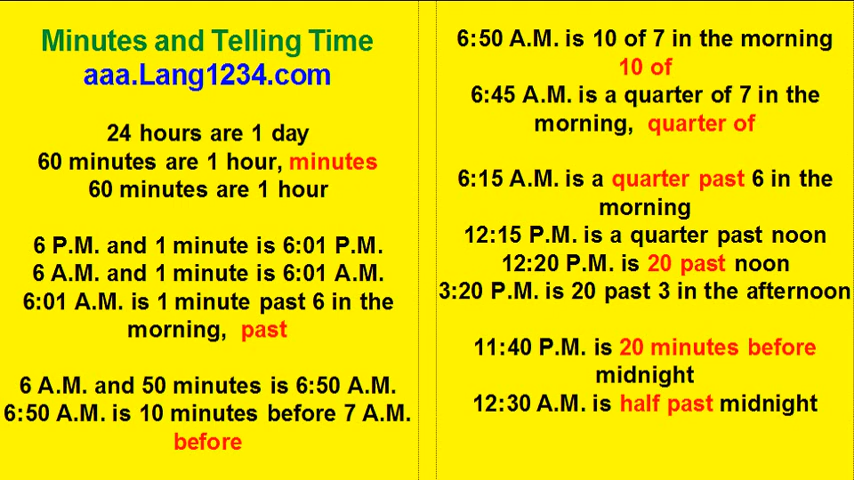 Minutes and Telling Time
aaa.Lang1234.com
24 hours are 1 day
60 minutes are 1 hour, minutes
60 minutes are 1 hour
6 P.M. and 1 minute is 6:01 P.M.
6 A.M. and 1 minute is 6:01 A.M.
6:01 A.M. is 1 minute past 6 in the
morning, past
6 A.M. and 50 minutes is 6:50 A.M.
6:50 A.M. is 10 minutes before 7 A.M.
before
6:50 A.M. is 10 of 7 in the morning
10 of
6:45 A.M. is a quarter of 7 in the
morning, quarter of
6:15 A.M. is a quarter past 6 in the
morning
12:15 P.M. is a quarter past noon
12:20 P.M. is 20 past noon
3:20 P.M. is 20 past 3 in the afternoon
11:40 P.M. is 20 minutes before
midnight
12:30 A.M. is half past midnight